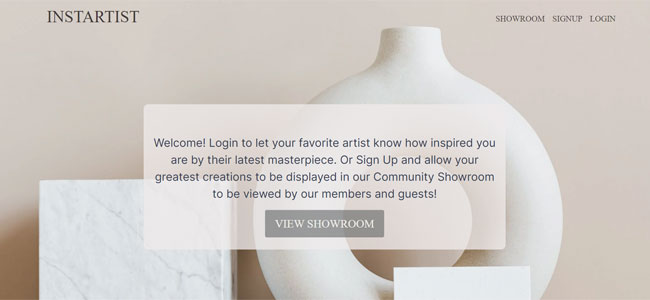 INSTARTIST
SHOWROOM SIGNUP LOGIN
Welcome! Login to let your favorite artist know how inspired you
are by their latest masterpiece. Or Sign Up and allow your
greatest creations to be displayed in our Community Showroom
to be viewed by our members and guests!
VIEW SHOWROOM